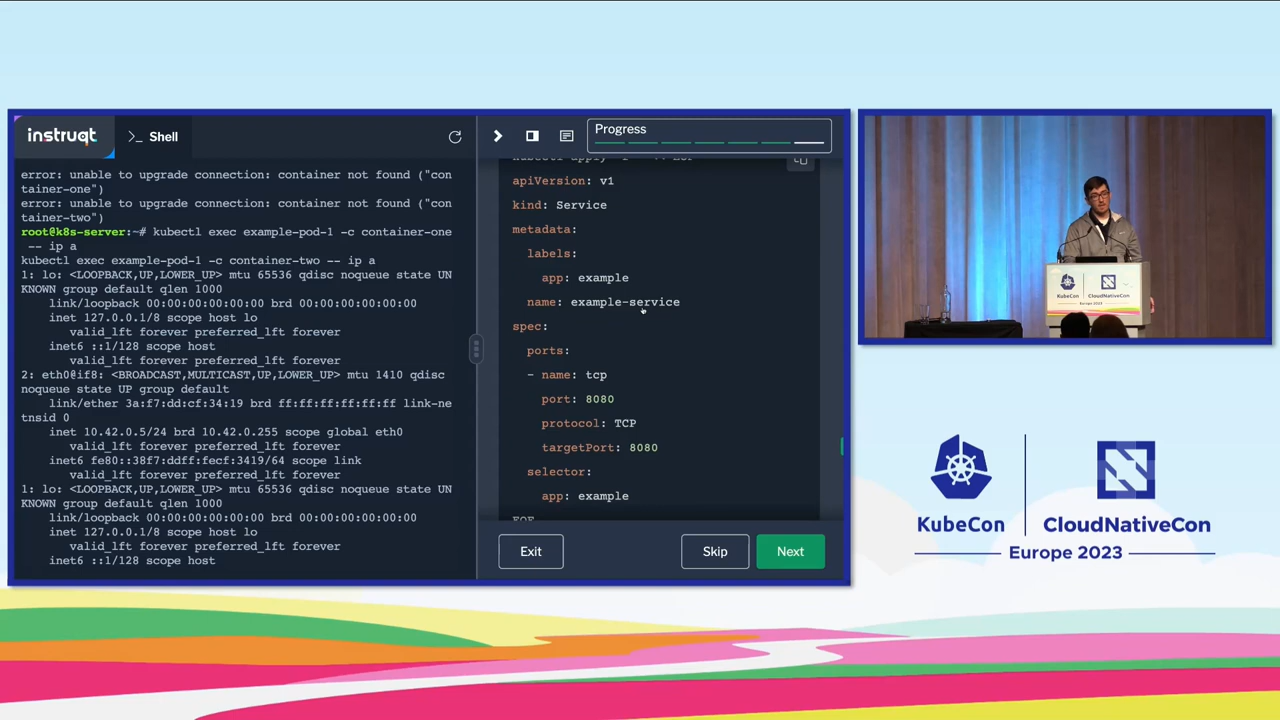 instruqt
>_ Shell
error: unable to upgrade connection: container not found ("con
tainer-one")
error: unable to upgrade connection: container not found ("con
tainer-two")
root@k8s-server:~# kubectl exec example-pod-1 -c container-one
-- ip a
kubectl exec example-pod-1 -c container-two -- ip a
1: lo: <LOOPBACK,UP,LOWER_UP> mtu 65536 qdisc noqueue state UN
KNOWN group default qlen 1000
link/loopback 00:00:00:00:00:00 brd 00:00:00:00:00:00
inet 127.0.0.1/8 scope host lo
valid_lft forever preferred_lft forever
inet6 ::1/128 scope host
valid_lft forever preferred_lft forever
2: eth0@if8: <BROADCAST,MULTICAST,UP,LOWER_UP> mtu 1410 qdisc
noqueue state UP group default
link/ether 3a:f7:dd:cf:34:19 brd ff:ff:ff:ff:ff:ff link-ne
tnsid 0
inet 10.42.0.5/24 brd 10.42.0.255 scope global eth0
valid_lft forever preferred_lft forever
inet6 fe80::38f7:ddff:fecf:3419/64 scope link
valid_lft forever preferred_lft forever
1: lo: <LOOPBACK,UP,LOWER_UP> mtu 65536 qdisc noqueue state UN
KNOWN group default qlen 1000
link/loopback 00:00:00:00:00:00 brd 00:00:00:00:00:00
inet 127.0.0.1/8 scope host lo
valid_lft forever preferred_lft forever
inet6 ::1/128 scope host
Progress
apiVersion: v1
kind: Service
metadata:
labels:
app: example
name: example-service
spec:
ports:
- name: tcp
port: 8080
protocol: TCP
targetPort: 8080
selector:
app: example
EOF
Exit
Skip
Next
KubeCon
CloudNativeCon
Europe 2023
KubeCon
CloudNativeCon
Europe 2023